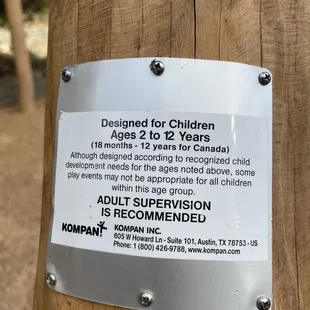 Designed for Children
Ages 2 to 12 Years
(18 months - 12 years for Canada)
Although designed according to recognized child
development needs for the ages noted above, some
play events may not be appropriate for all children
within this age group.
ADULT SUPERVISION
IS RECOMMENDED
KOMPAN
KOMPAN INC.
605 W Howard Ln - Suite 101, Austin, TX 78753 - US
Phone: 1 (800) 426-9788, www.kompan.com